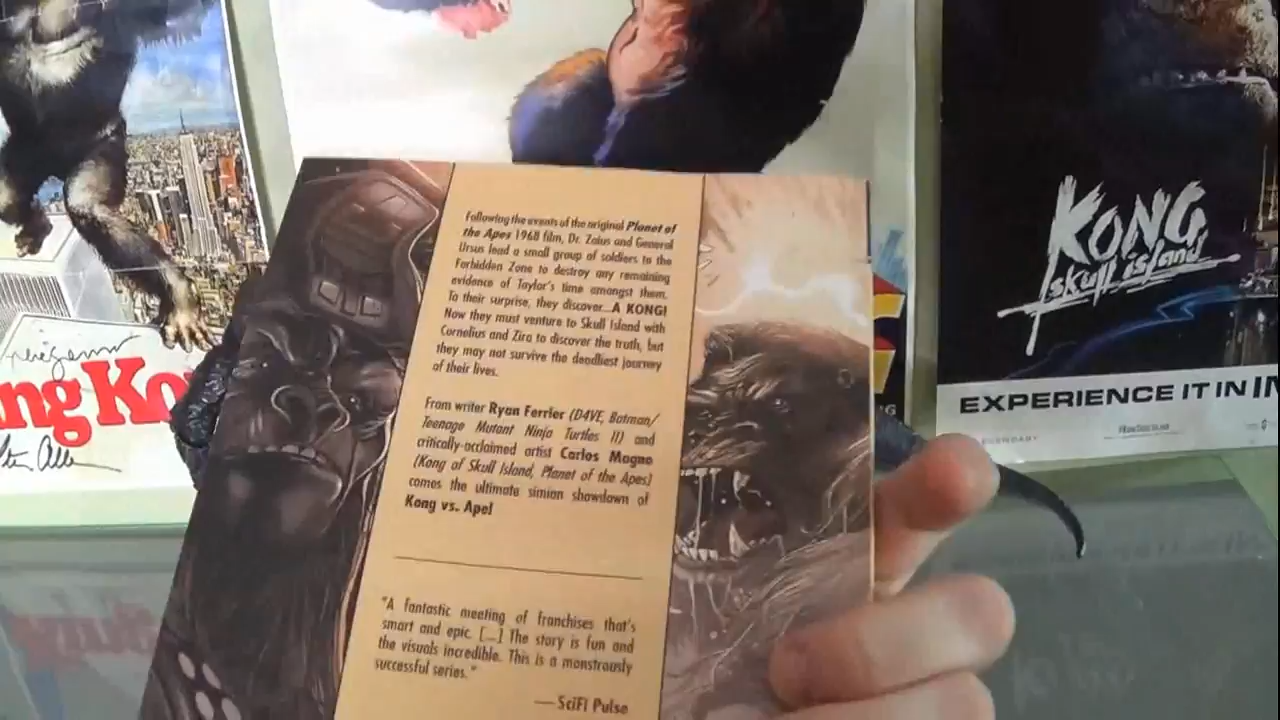 Following the events of the original Planet of
the Apes 1968 film, Dr. Zaius and General
Ursus lead a small group of soldiers to the
Forbidden Zone to destroy any remaining
evidence of Taylor's time amongst them.
To their surprise, they discover...A KONG!
Now they must venture to Skull Island with
Cornelius and Zira to discover the truth, but
they may not survive the deadliest journey
of their lives.
From writer Ryan Ferrier (D4VE, Batman/
Teenage Mutant Ninja Turtles II) and
critically-acclaimed artist Carlos Magno
(Kong of Skull Island, Planet of the Apes)
comes the ultimate simian showdown of
Kong vs. Ape!
"A fantastic meeting of franchises that's
smart and epic. [...] The story is fun and
the visuals incredible. This is a monstrously
successful series."
—SciFi Pulse
ng Ko
KONG
skull island
EXPERIENCE IT IN IM